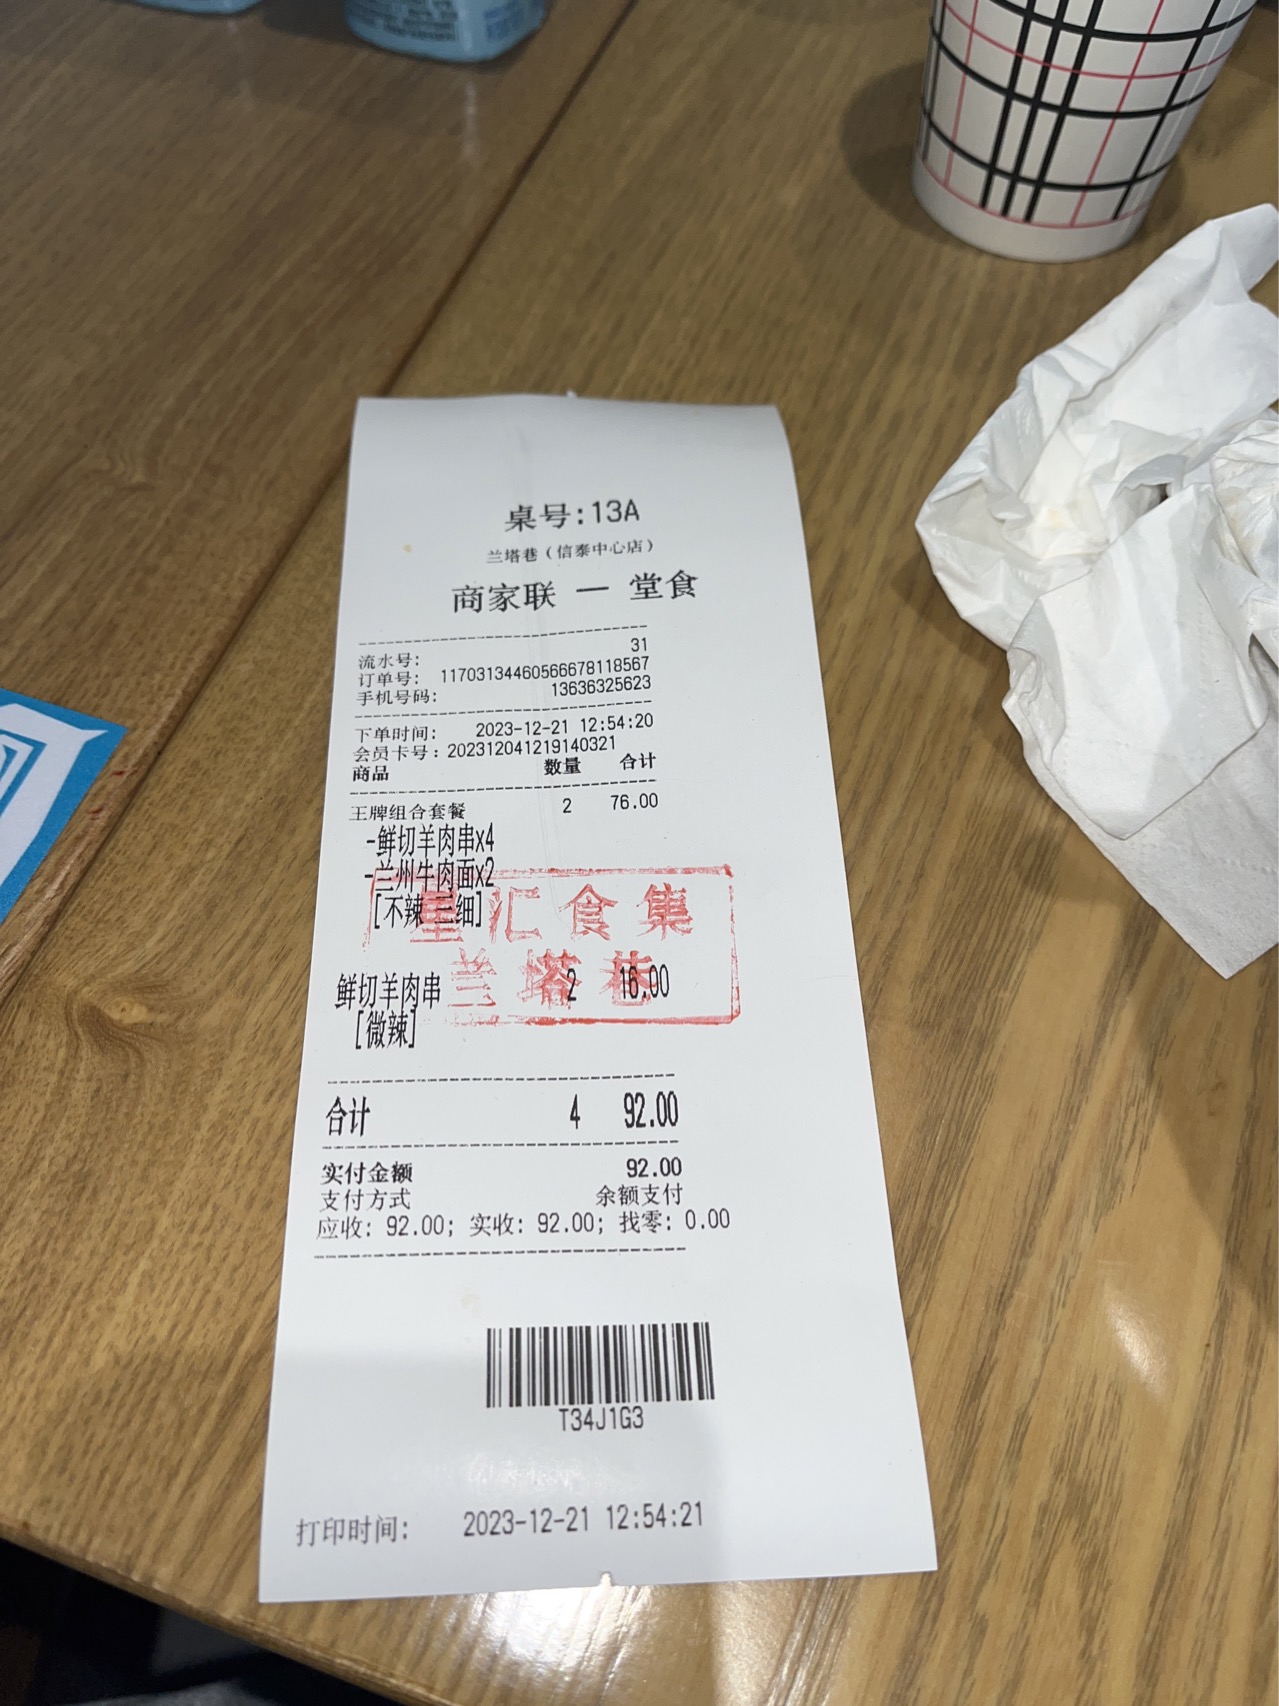 桌号:13A
兰塔巷（信泰中心店）
商家联 一 堂食
流水号: 31
订单号: 11703134460566678118567
手机号码: 13636325623
下单时间: 2023-12-21 12:54:20
会员卡号:202312041219140321
商品 数量 合计
王牌组合套餐 2 76.00
-鲜切羊肉串x4
-兰州牛肉面x2
[不辣 三细]
星汇食集
兰塔巷
鲜切羊肉串 2 16.00
[微辣]
合计 4 92.00
实付金额 92.00
支付方式 余额支付
应收: 92.00; 实收: 92.00; 找零: 0.00
T34J1G3
打印时间: 2023-12-21 12:54:21